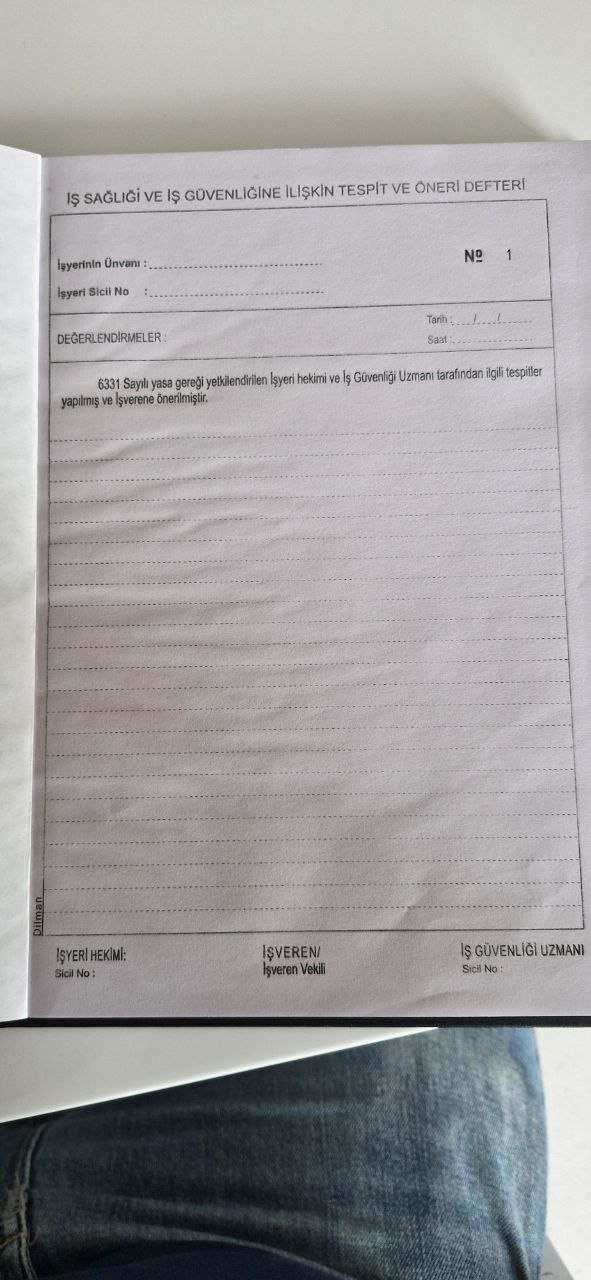 İŞ SAĞLIĞI VE İŞ GÜVENLİĞİNE İLİŞKİN TESPİT VE ÖNERİ DEFTERİ
İşyerinin Ünvanı :
Nº 1
İşyeri Sicil No :
Tarih : / /
DEĞERLENDİRMELER :
Saat :
6331 Sayılı yasa gereği yetkilendirilen İşyeri hekimi ve İş Güvenliği Uzmanı tarafından ilgili tespitler
yapılmış ve İşverene önerilmiştir.
Dilman
İŞYERİ HEKİMİ:
Sicil No :
İŞVEREN/
İşveren Vekili
İŞ GÜVENLİĞİ UZMANI
Sicil No :